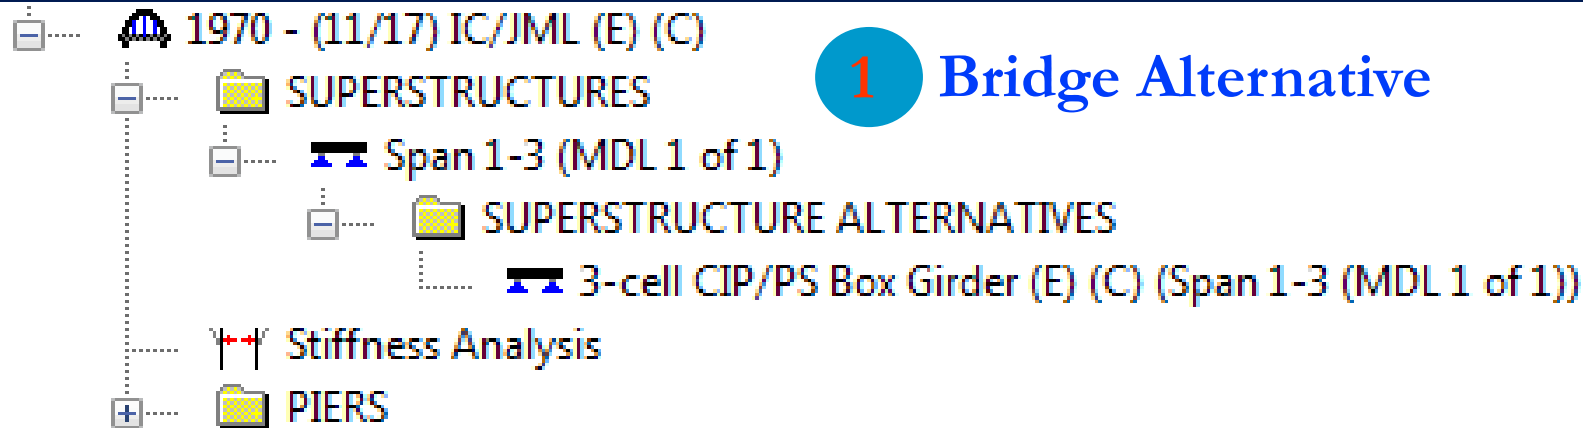 1970 - (11/17) IC/JML (E) (C)
1 Bridge Alternative
SUPERSTRUCTURES
Span 1-3 (MDL 1 of 1)
SUPERSTRUCTURE ALTERNATIVES
3-cell CIP/PS Box Girder (E) (C) (Span 1-3 (MDL 1 of 1))
Stiffness Analysis
PIERS